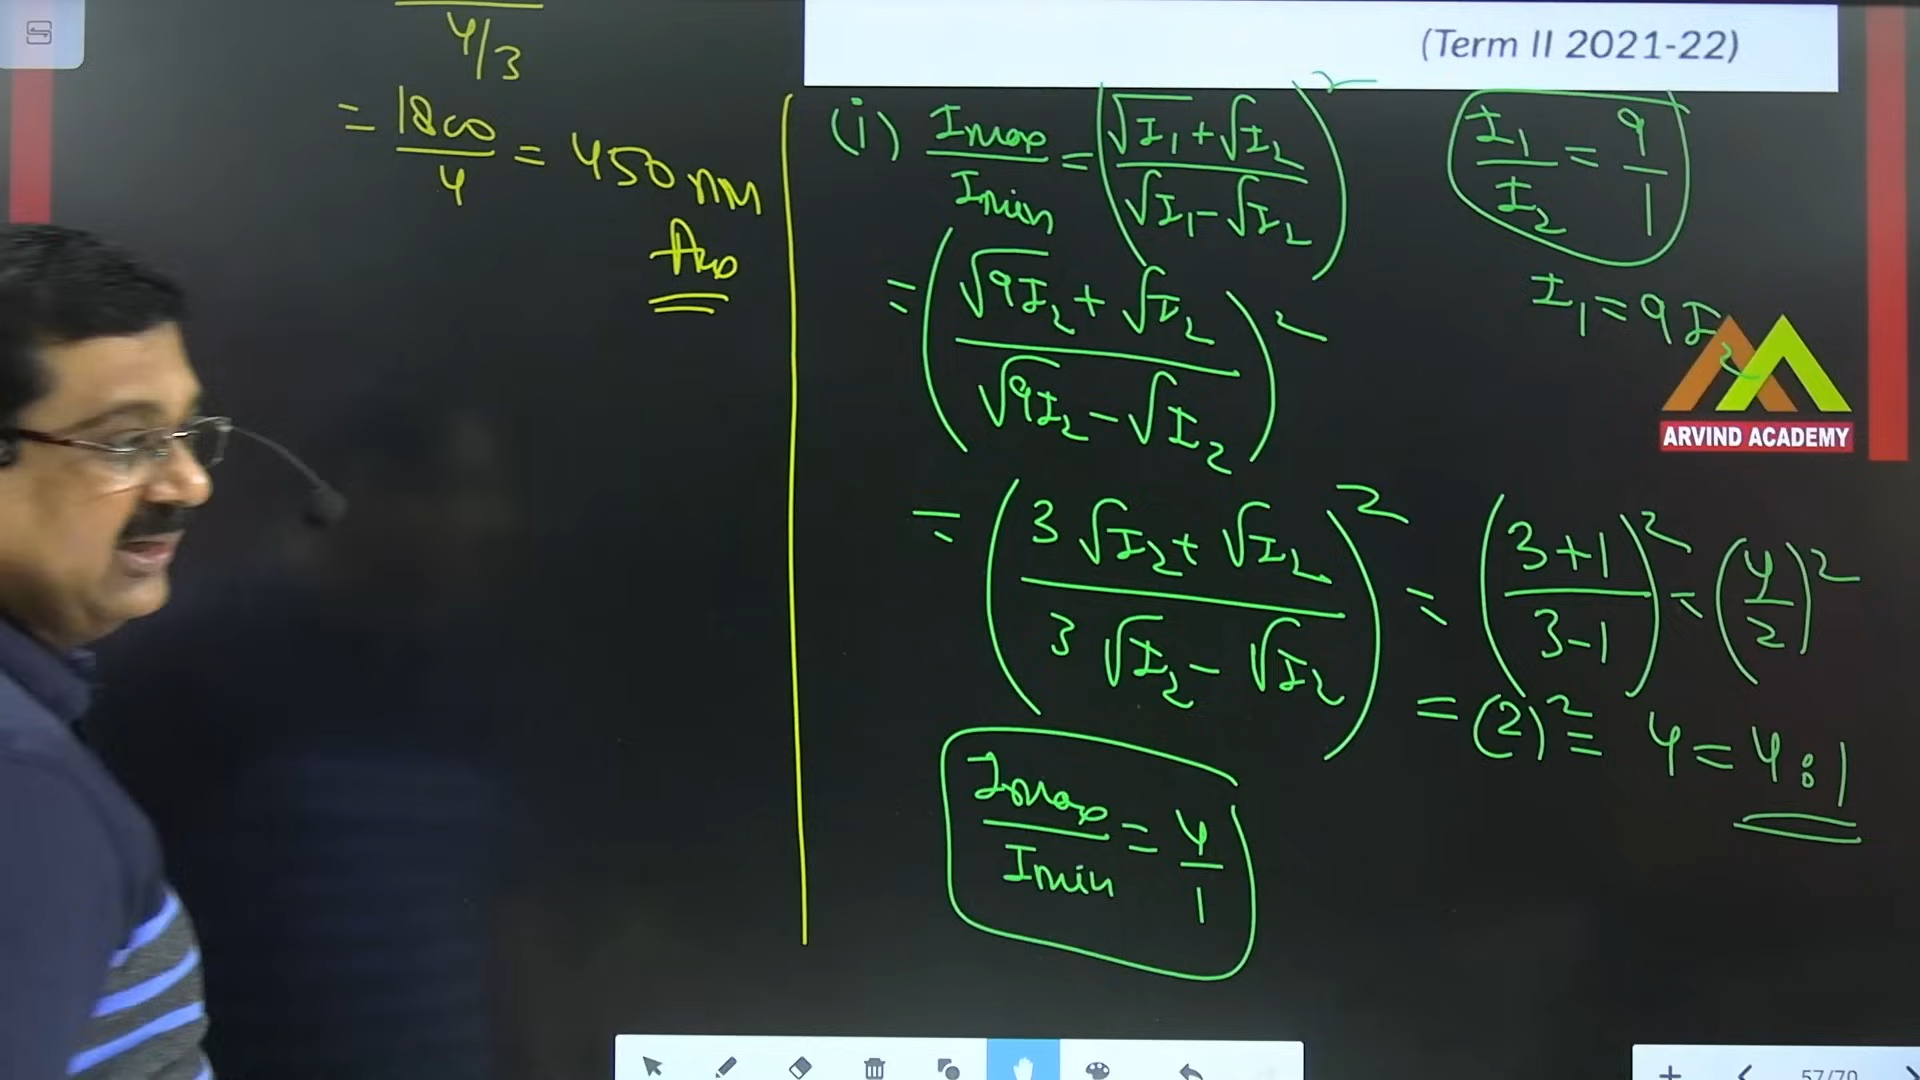 4/3
= 1800/4 = 450 nm
Ans
(Term II 2021-22)
(i) Imax/Imin = ((√I₁ + √I₂)/(√I₁ - √I₂))²
I₁/I₂ = 9/1
I₁ = 9I₂
= ((√9I₂ + √I₂)/(√9I₂ - √I₂))²
ARVIND ACADEMY
= ((3√I₂ + √I₂)/(3√I₂ - √I₂))² = ((3+1)/(3-1))² = (4/2)²
= (2)² = 4 = 4:1
Imax/Imin = 4/1
57/70